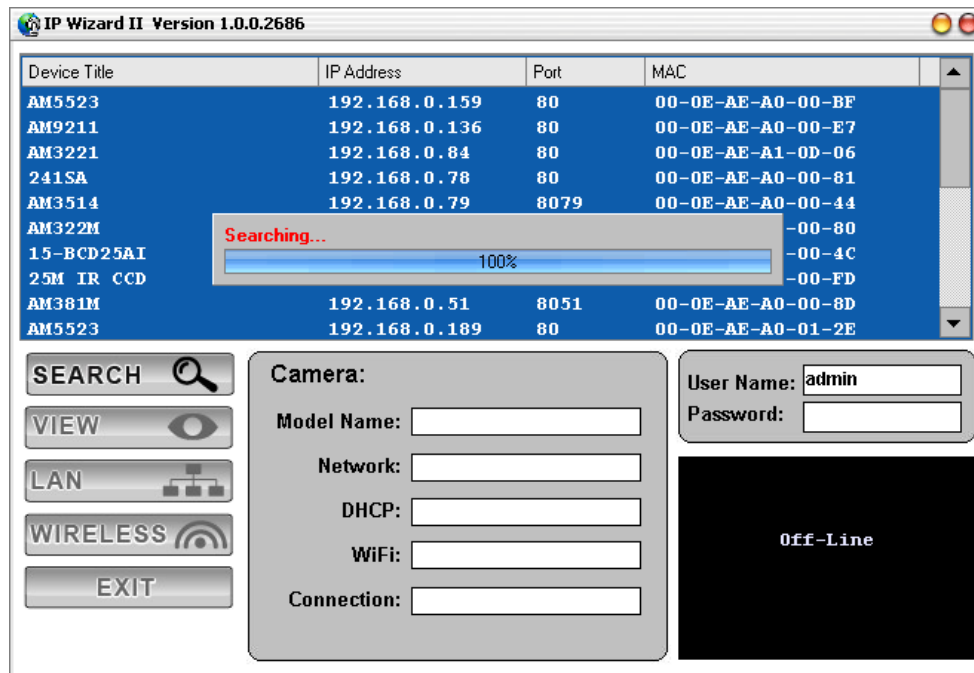 IP Wizard II Version 1.0.0.2686
Device Title IP Address Port MAC
AM5523 192.168.0.159 80 00-0E-AE-A0-00-BF
AM9211 192.168.0.136 80 00-0E-AE-A0-00-E7
AM3221 192.168.0.84 80 00-0E-AE-A1-0D-06
241SA 192.168.0.78 80 00-0E-AE-A0-00-81
AM3514 192.168.0.79 8079 00-0E-AE-A0-00-44
AM322M -00-80
Searching...
15-BCD25AI -00-4C
100%
25M IR CCD -00-FD
AM381M 192.168.0.51 8051 00-0E-AE-A0-00-8D
AM5523 192.168.0.189 80 00-0E-AE-A0-01-2E
SEARCH
VIEW
LAN
WIRELESS
EXIT
Camera:
Model Name:
Network:
DHCP:
WiFi:
Connection:
User Name: admin
Password:
Off-Line